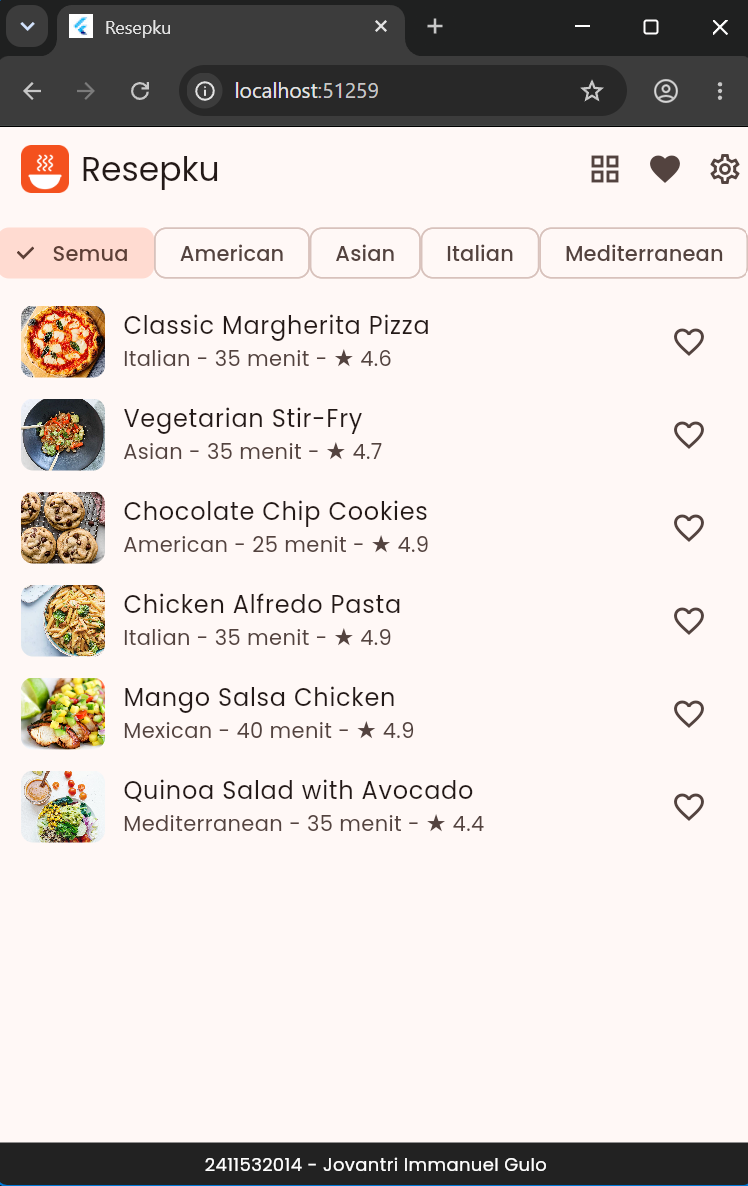 Resepku
localhost:51259
Resepku
Semua American Asian Italian Mediterranean
Classic Margherita Pizza
Italian - 35 menit - ★ 4.6
Vegetarian Stir-Fry
Asian - 35 menit - ★ 4.7
Chocolate Chip Cookies
American - 25 menit - ★ 4.9
Chicken Alfredo Pasta
Italian - 35 menit - ★ 4.9
Mango Salsa Chicken
Mexican - 40 menit - ★ 4.9
Quinoa Salad with Avocado
Mediterranean - 35 menit - ★ 4.4
2411532014 - Jovantri Immanuel Gulo